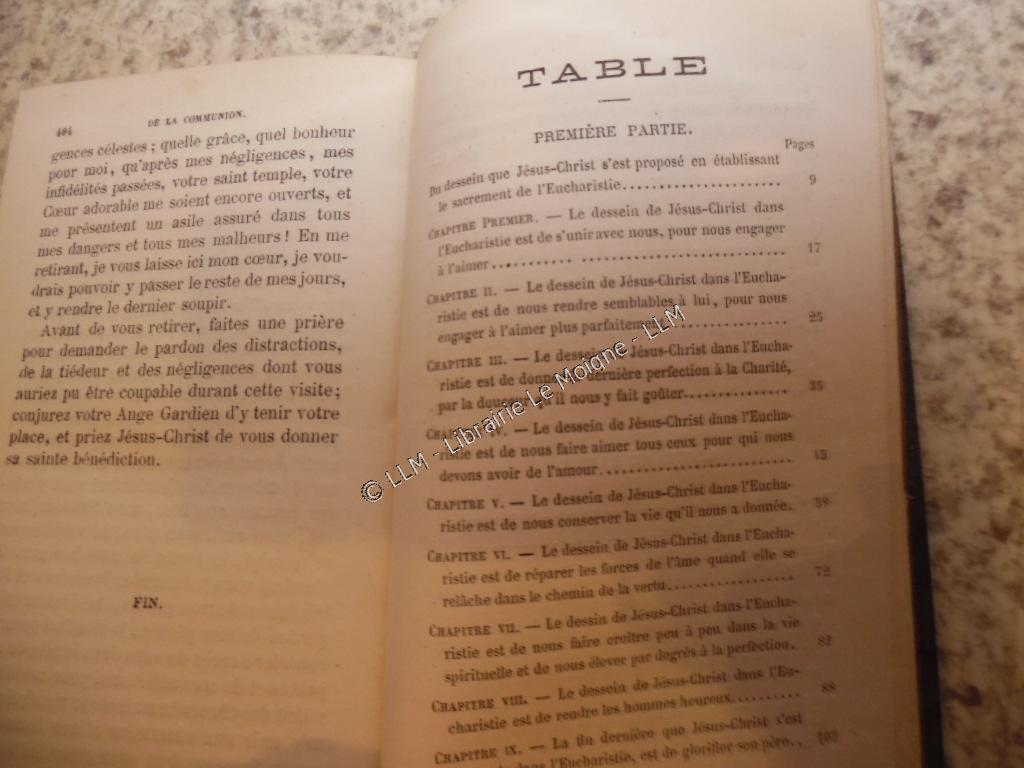 404
DE LA COMMUNION.
gences célestes; quelle grâce, quel bonheur
pour moi, qu'après mes négligences, mes
infidélités passées, votre saint temple, votre
Cœur adorable me soient encore ouverts, et
me présentent un asile assuré dans tous
mes dangers et tous mes malheurs! En me
retirant, je vous laisse ici mon cœur, je vou-
drais pouvoir y passer le reste de mes jours,
et y rendre le dernier soupir.
Avant de vous retirer, faites une prière
pour demander le pardon des distractions,
de la tiédeur et des négligences dont vous
auriez pu être coupable durant cette visite;
conjurez votre Ange Gardien d'y tenir votre
place, et priez Jésus-Christ de vous donner
sa sainte bénédiction.
FIN.
TABLE
PREMIÈRE PARTIE.
Pages
Du dessein que Jésus-Christ s'est proposé en établissant
le sacrement de l'Eucharistie....................... 9
CHAPITRE PREMIER. — Le dessein de Jésus-Christ dans
l'Eucharistie est de s'unir avec nous, pour nous engager
à l'aimer........... ........................... 17
CHAPITRE II. — Le dessein de Jésus-Christ dans l'Eucha-
ristie est de nous rendre semblables à lui, pour nous
engager à l'aimer plus parfaitement................ 25
CHAPITRE III. — Le dessein de Jésus-Christ dans l'Eucha-
ristie est de donner la dernière perfection à la Charité,
par la douceur qu'il nous y fait goûter............... 35
CHAPITRE IV. — Le dessein de Jésus-Christ dans l'Eucha-
ristie est de nous faire aimer tous ceux pour qui nous
devons avoir de l'amour............................ 45
CHAPITRE V. — Le dessein de Jésus-Christ dans l'Eucha-
ristie est de nous conserver la vie qu'il nous a donnée. 58
CHAPITRE VI. — Le dessein de Jésus-Christ dans l'Eucha-
ristie est de réparer les forces de l'âme quand elle se
relâche dans le chemin de la vertu.................. 72
CHAPITRE VII. — Le dessin de Jésus-Christ dans l'Eucha-
ristie est de nous faire croître peu à peu dans la vie
spirituelle et de nous élever par degrés à la perfection. 82
CHAPITRE VIII. — Le dessein de Jésus-Christ dans l'Eu-
charistie est de rendre les hommes heureux.......... 88
CHAPITRE IX. — La fin dernière que Jésus-Christ s'est
dans l'Eucharistie, est de glorifier son père.. 103
© LLM - Librairie Le Moigne - LLM